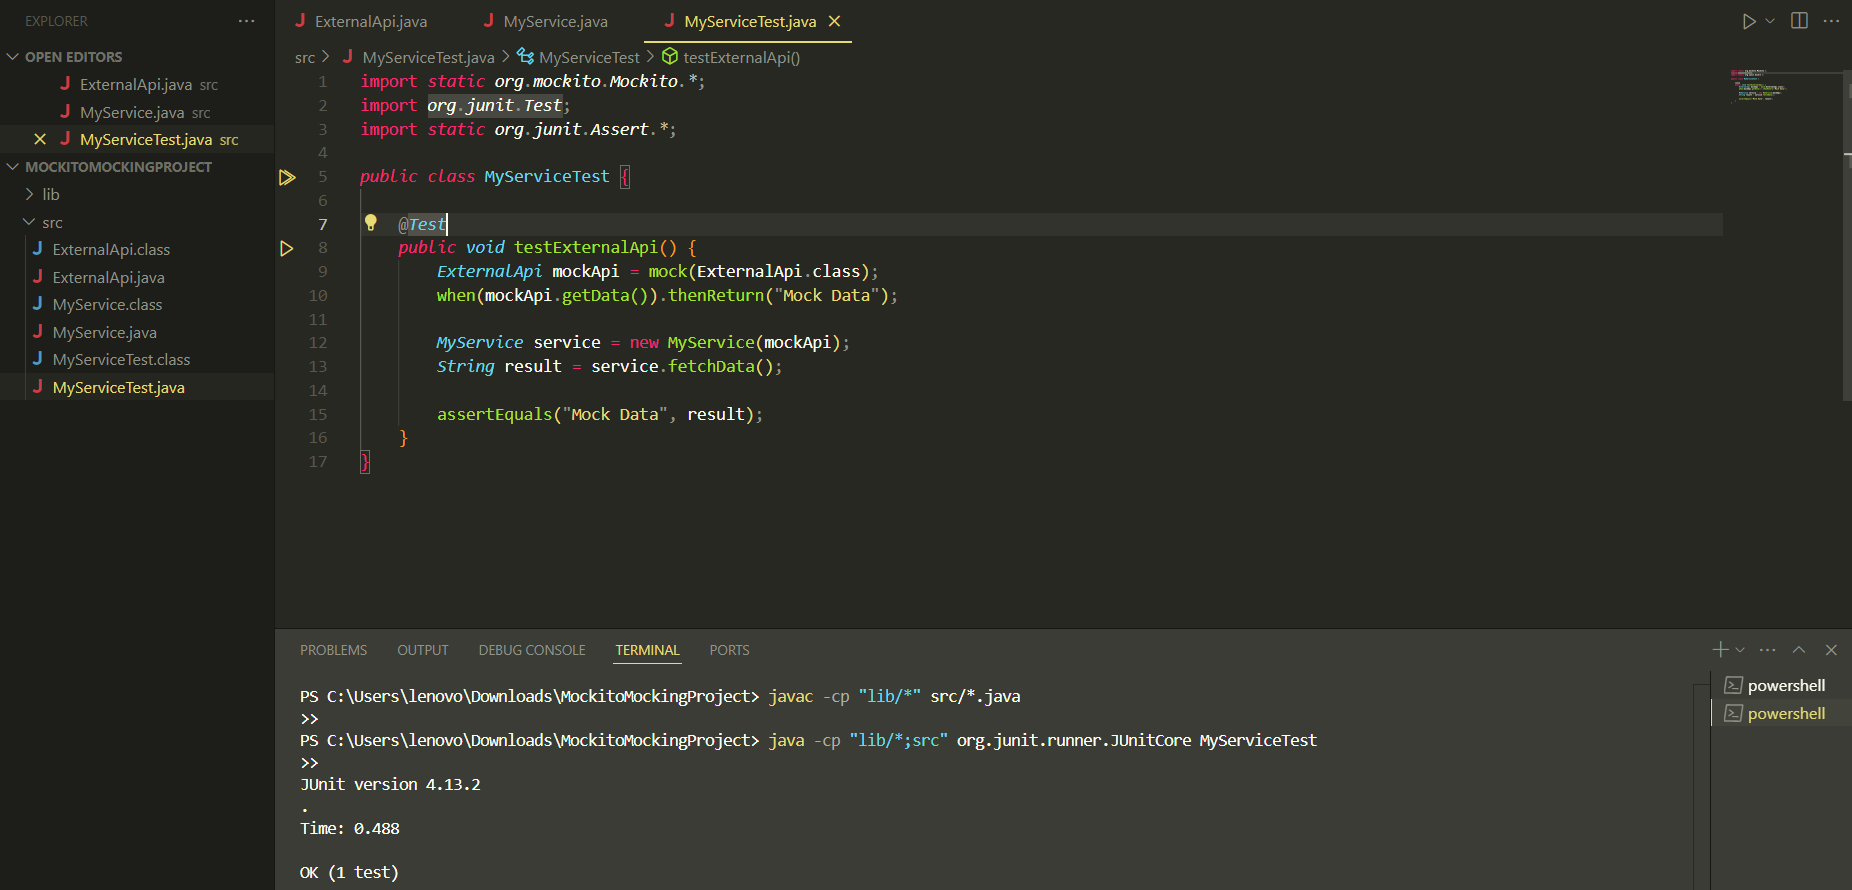 EXPLORER
OPEN EDITORS
ExternalApi.java src
MyService.java src
MyServiceTest.java src
MOCKITOMOCKINGPROJECT
lib
src
ExternalApi.class
ExternalApi.java
MyService.class
MyService.java
MyServiceTest.class
MyServiceTest.java
ExternalApi.java MyService.java MyServiceTest.java
src > MyServiceTest.java > MyServiceTest > testExternalApi()
1 import static org.mockito.Mockito.*;
2 import org.junit.Test;
3 import static org.junit.Assert.*;
4
5 public class MyServiceTest {
6
7 @Test
8 public void testExternalApi() {
9 ExternalApi mockApi = mock(ExternalApi.class);
10 when(mockApi.getData()).thenReturn("Mock Data");
11
12 MyService service = new MyService(mockApi);
13 String result = service.fetchData();
14
15 assertEquals("Mock Data", result);
16 }
17 }
PROBLEMS OUTPUT DEBUG CONSOLE TERMINAL PORTS
PS C:\Users\lenovo\Downloads\MockitoMockingProject> javac -cp "lib/*" src/*.java
>>
PS C:\Users\lenovo\Downloads\MockitoMockingProject> java -cp "lib/*;src" org.junit.runner.JUnitCore MyServiceTest
>>
JUnit version 4.13.2
.
Time: 0.488
OK (1 test)
powershell
powershell